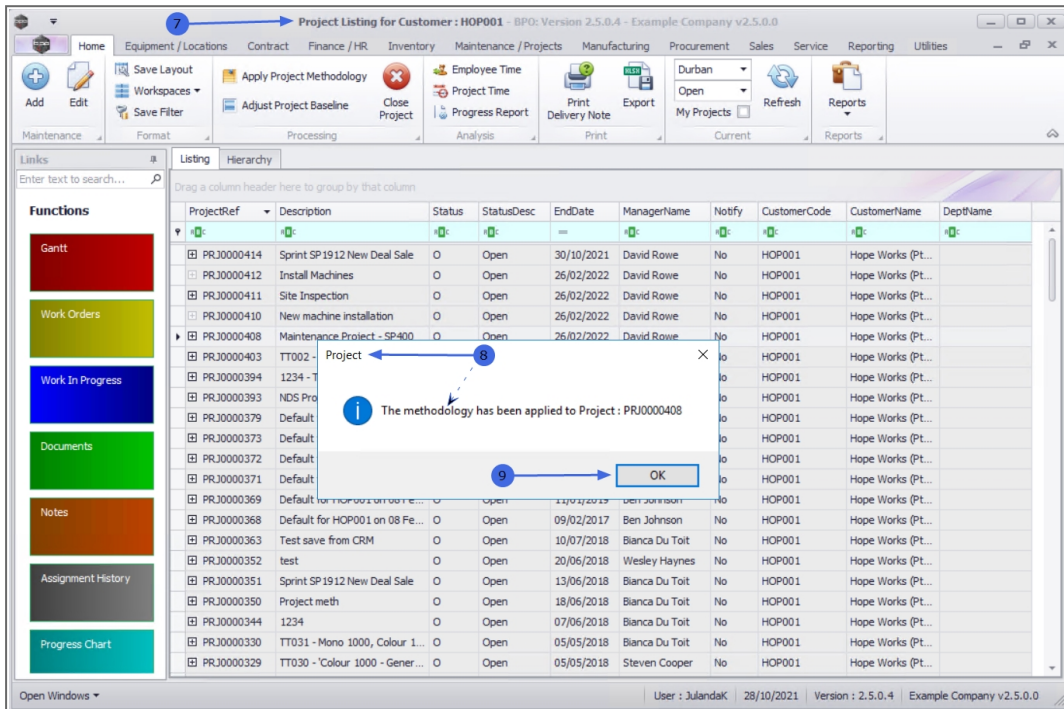 7
Project Listing for Customer : HOP001 - BPO: Version 2.5.0.4 - Example Company v2.5.0.0
Home Equipment / Locations Contract Finance / HR Inventory Maintenance / Projects Manufacturing Procurement Sales Service Reporting Utilities
Add
Edit
Maintenance
Save Layout
Workspaces
Save Filter
Format
Apply Project Methodology
Adjust Project Baseline
Close Project
Processing
Employee Time
Project Time
Progress Report
Analysis
Print Delivery Note
Export
Print
Durban
Open
My Projects
Refresh
Current
Reports
Reports
Links
Enter text to search...
Functions
Gantt
Work Orders
Work In Progress
Documents
Notes
Assignment History
Progress Chart
Listing Hierarchy
Drag a column header here to group by that column
ProjectRef Description Status StatusDesc EndDate ManagerName Notify CustomerCode CustomerName DeptName
PRJ0000414 Sprint SP1912 New Deal Sale O Open 30/10/2021 David Rowe No HOP001 Hope Works (Pt...
PRJ0000412 Install Machines O Open 26/02/2022 David Rowe No HOP001 Hope Works (Pt...
PRJ0000411 Site Inspection O Open 26/02/2022 David Rowe No HOP001 Hope Works (Pt...
PRJ0000410 New machine installation O Open 26/02/2022 David Rowe No HOP001 Hope Works (Pt...
PRJ0000408 Maintenance Project - SP400 O Open 26/02/2022 David Rowe No HOP001 Hope Works (Pt...
PRJ0000403 TT002 - HOP001 Hope Works (Pt...
PRJ0000394 1234 - T HOP001 Hope Works (Pt...
PRJ0000393 NDS Pro HOP001 Hope Works (Pt...
PRJ0000379 Default HOP001 Hope Works (Pt...
PRJ0000373 Default HOP001 Hope Works (Pt...
PRJ0000372 Default HOP001 Hope Works (Pt...
PRJ0000371 Default HOP001 Hope Works (Pt...
PRJ0000369 Default for HOP001 on 08 Fe... O Open 11/01/2019 Ben Johnson No HOP001 Hope Works (Pt...
PRJ0000368 Default for HOP001 on 08 Fe... O Open 09/02/2017 Ben Johnson No HOP001 Hope Works (Pt...
PRJ0000363 Test save from CRM O Open 10/07/2018 Bianca Du Toit No HOP001 Hope Works (Pt...
PRJ0000352 test O Open 20/06/2018 Wesley Haynes No HOP001 Hope Works (Pt...
PRJ0000351 Sprint SP1912 New Deal Sale O Open 13/06/2018 Bianca Du Toit No HOP001 Hope Works (Pt...
PRJ0000350 Project meth O Open 18/06/2018 Bianca Du Toit No HOP001 Hope Works (Pt...
PRJ0000344 1234 O Open 07/06/2018 Bianca Du Toit No HOP001 Hope Works (Pt...
PRJ0000330 TT031 - Mono 1000, Colour 1... O Open 05/05/2018 Bianca Du Toit No HOP001 Hope Works (Pt...
PRJ0000329 TT030 - 'Colour 1000 - Gener... O Open 05/05/2018 Steven Cooper No HOP001 Hope Works (Pt...
Project
8
The methodology has been applied to Project : PRJ0000408
9
OK
Open Windows
User : JulandaK 28/10/2021 Version : 2.5.0.4 Example Company v2.5.0.0